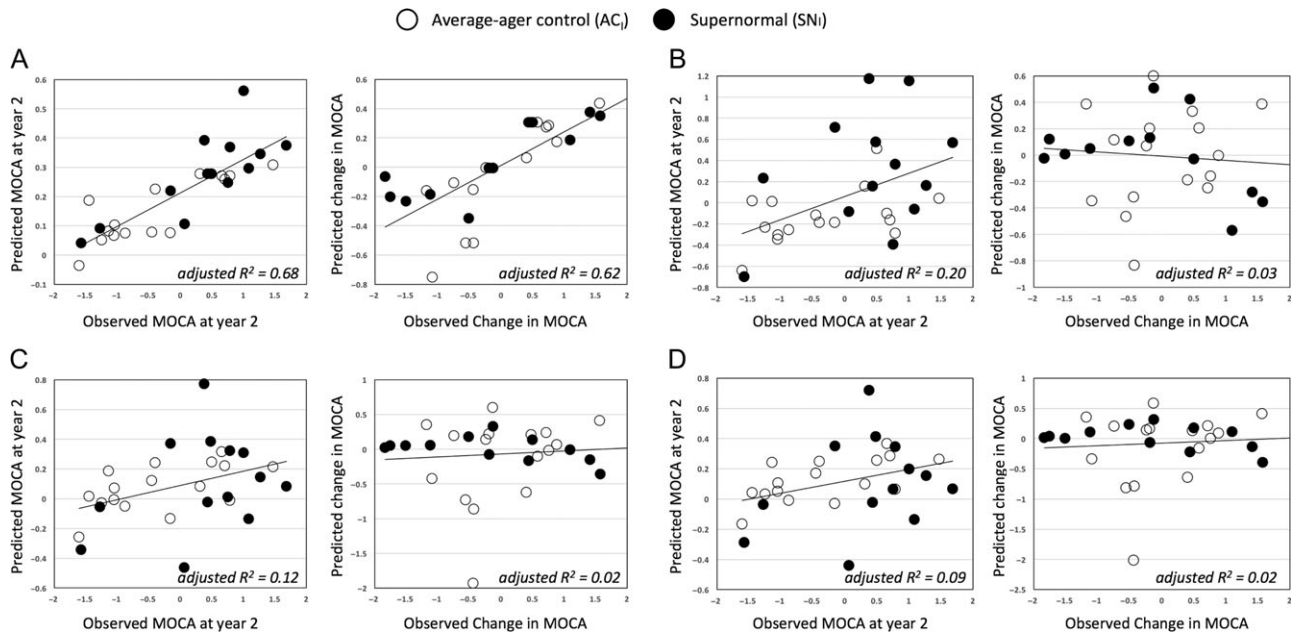 Average-ager control (ACI) Supernormal (SNI)
A
B
Predicted MOCA at year 2
0.6
0.5
0.4
0.3
0.2
0.1
0
−0.1
−2 −1.5 −1 −0.5 0 0.5 1 1.5 2
adjusted R² = 0.68
Observed MOCA at year 2
Predicted change in MOCA
0.6
0.4
0.2
0
−0.2
−0.4
−0.6
−0.8
−2 −1.5 −1 −0.5 0 0.5 1 1.5 2
adjusted R² = 0.62
Observed Change in MOCA
Predicted MOCA at year 2
1.2
1
0.8
0.6
0.4
0.2
0
−0.2
−0.4
−0.6
−0.8
−2 −1.5 −1 −0.5 0 0.5 1 1.5 2
adjusted R² = 0.20
Observed MOCA at year 2
Predicted change in MOCA
0.6
0.4
0.2
0
−0.2
−0.4
−0.6
−0.8
−1
−2 −1.5 −1 −0.5 0 0.5 1 1.5 2
adjusted R² = 0.03
Observed Change in MOCA
C
D
Predicted MOCA at year 2
0.8
0.6
0.4
0.2
0
−0.2
−0.4
−0.6
−2 −1.5 −1 −0.5 0 0.5 1 1.5 2
adjusted R² = 0.12
Observed MOCA at year 2
Predicted change in MOCA
1
0.5
0
−0.5
−1
−1.5
−2
−2 −1.5 −1 −0.5 0 0.5 1 1.5 2
adjusted R² = 0.02
Observed Change in MOCA
Predicted MOCA at year 2
0.8
0.6
0.4
0.2
0
−0.2
−0.4
−0.6
−2 −1.5 −1 −0.5 0 0.5 1 1.5 2
adjusted R² = 0.09
Observed MOCA at year 2
Predicted change in MOCA
1
0.5
0
−0.5
−1
−1.5
−2
−2.5
−2 −1.5 −1 −0.5 0 0.5 1 1.5 2
adjusted R² = 0.02
Observed Change in MOCA